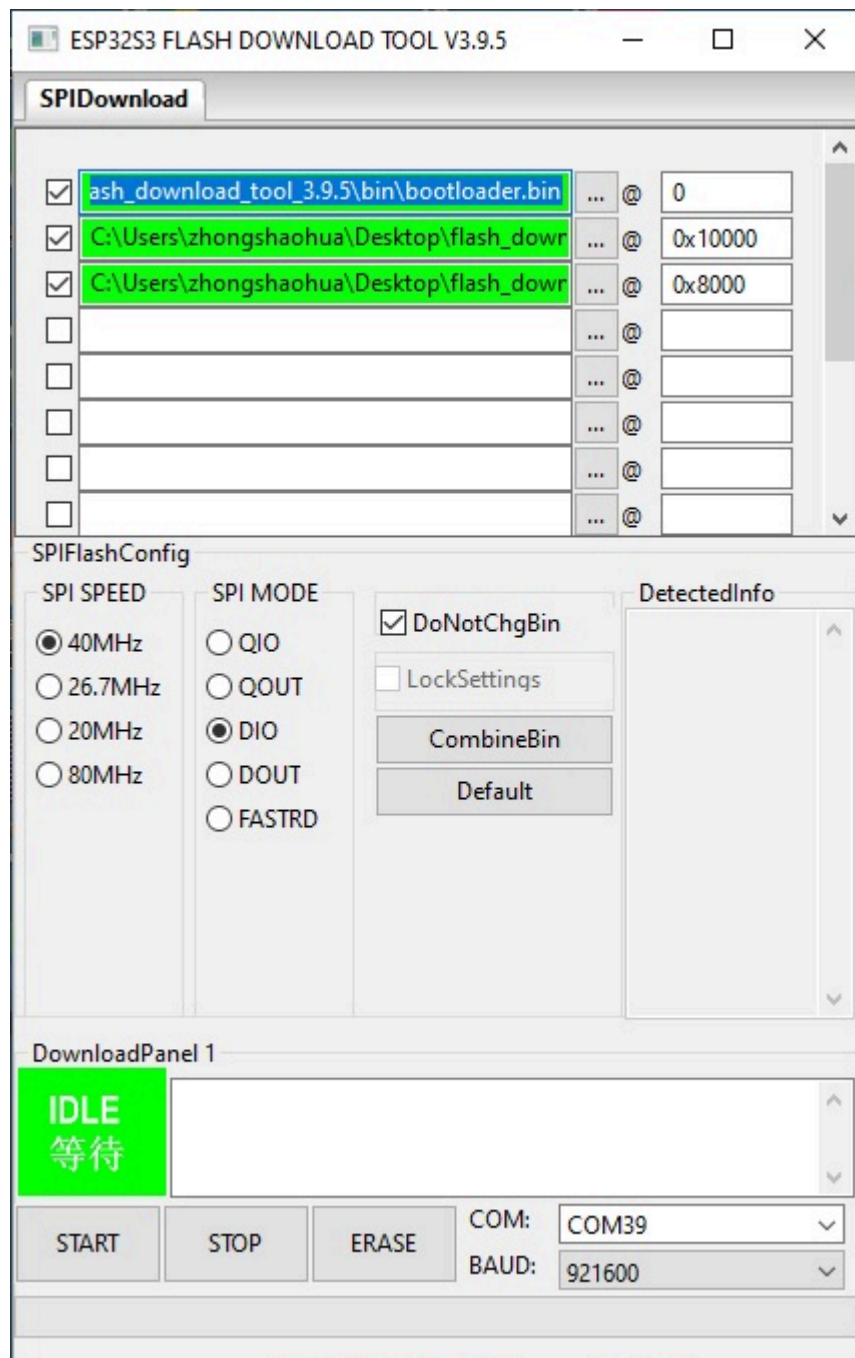 ESP32S3 FLASH DOWNLOAD TOOL V3.9.5
SPIDownload
ash_download_tool_3.9.5\bin\bootloader.bin ... @ 0
C:\Users\zhongshaohua\Desktop\flash_dowr ... @ 0x10000
C:\Users\zhongshaohua\Desktop\flash_dowr ... @ 0x8000
... @
... @
... @
... @
... @
SPIFlashConfig
SPI SPEED
40MHz
26.7MHz
20MHz
80MHz
SPI MODE
QIO
QOUT
DIO
DOUT
FASTRD
DoNotChgBin
LockSettings
CombineBin
Default
DetectedInfo
DownloadPanel 1
IDLE
等待
START STOP ERASE
COM: COM39
BAUD: 921600